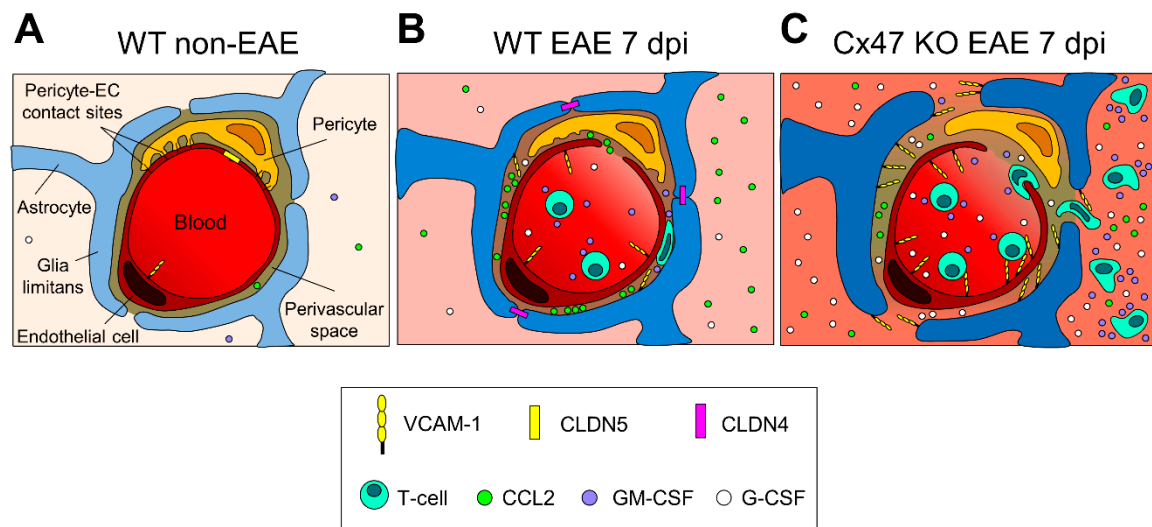 A
WT non-EAE
B
WT EAE 7 dpi
C
Cx47 KO EAE 7 dpi
Pericyte-EC
contact sites
Pericyte
Astrocyte
Blood
Glia
limitans
Perivascular
space
Endothelial cell
VCAM-1
CLDN5
CLDN4
T-cell
CCL2
GM-CSF
G-CSF